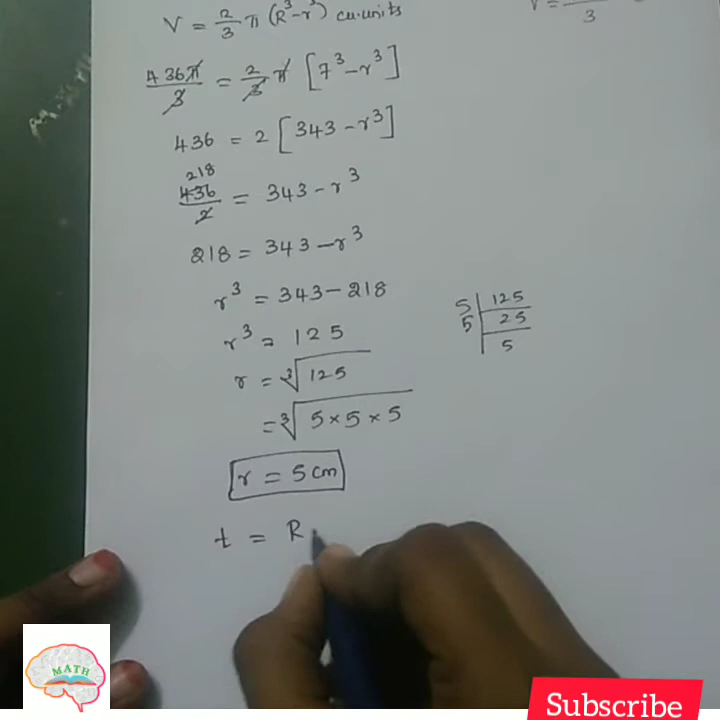 V = 2/3 π (R³-r³) cu.units
V = 3
436π/3 = 2/3 π [7³-r³]
436 = 2 [343-r³]
218
436/2 = 343-r³
218 = 343-r³
r³ = 343-218
r³ = 125
r = ∛125
= ∛5×5×5
r = 5 cm
t = R
5 | 125
5 | 25
5
MATH
Subscribe